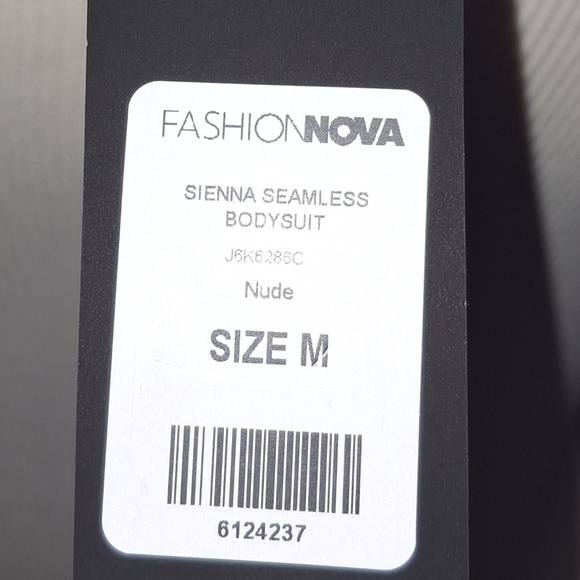 FASHIONNOVA
SIENNA SEAMLESS
BODYSUIT
J6K6286C
Nude
SIZE M
6124237